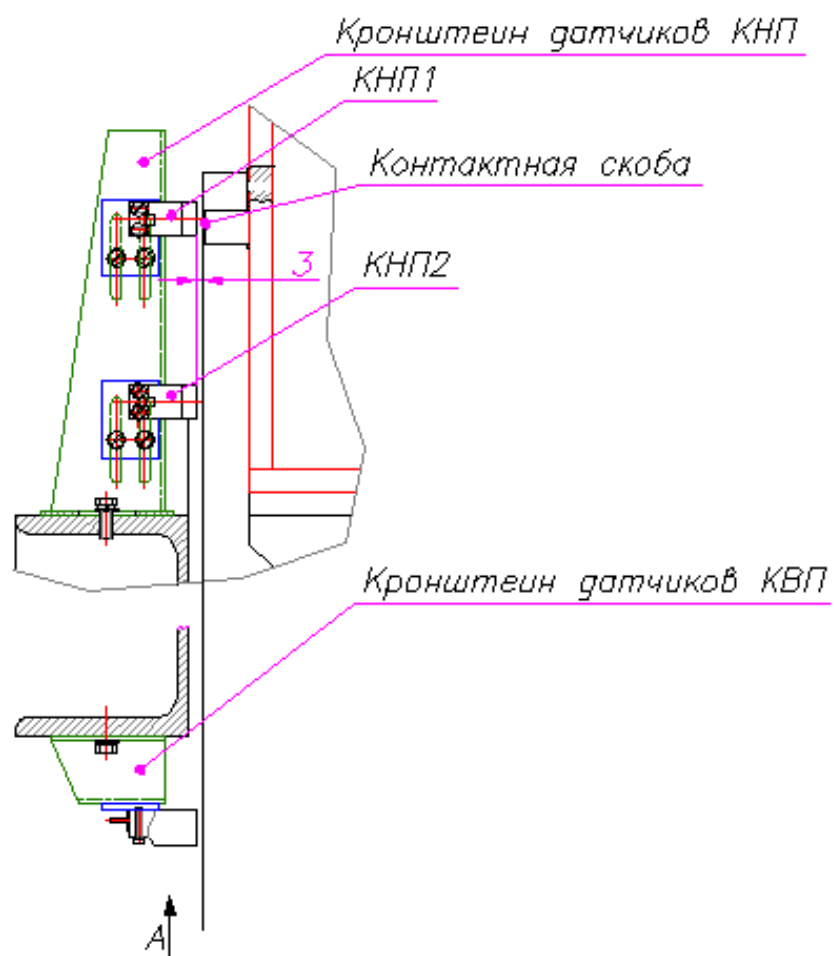 Кронштеин датчиков КНП
КНП1
Контактная скоба
3
КНП2
Кронштеин датчиков КВП
А